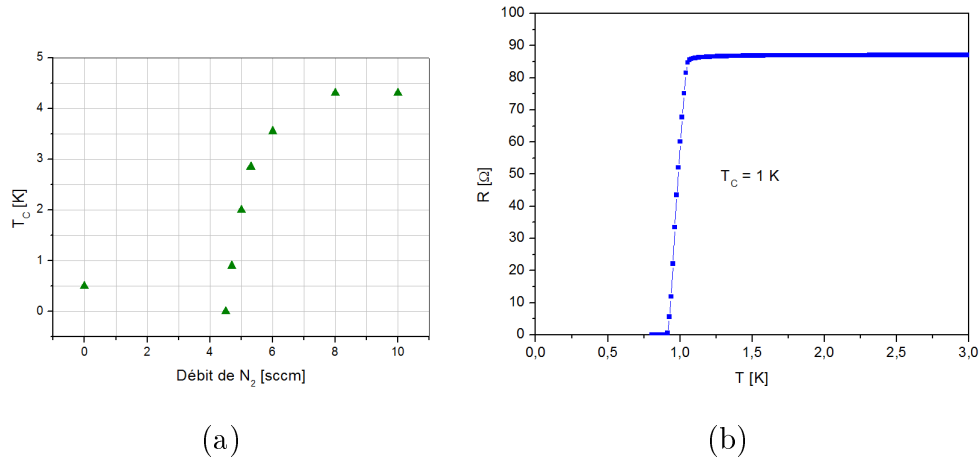 5
4
3
2
1
0
T_C [K]
0 2 4 6 8 10
Débit de N₂ [sccm]
(a)
100
90
80
70
60
50
40
30
20
10
0
R [Ω]
T_C = 1 K
0,0 0,5 1,0 1,5 2,0 2,5 3,0
T [K]
(b)